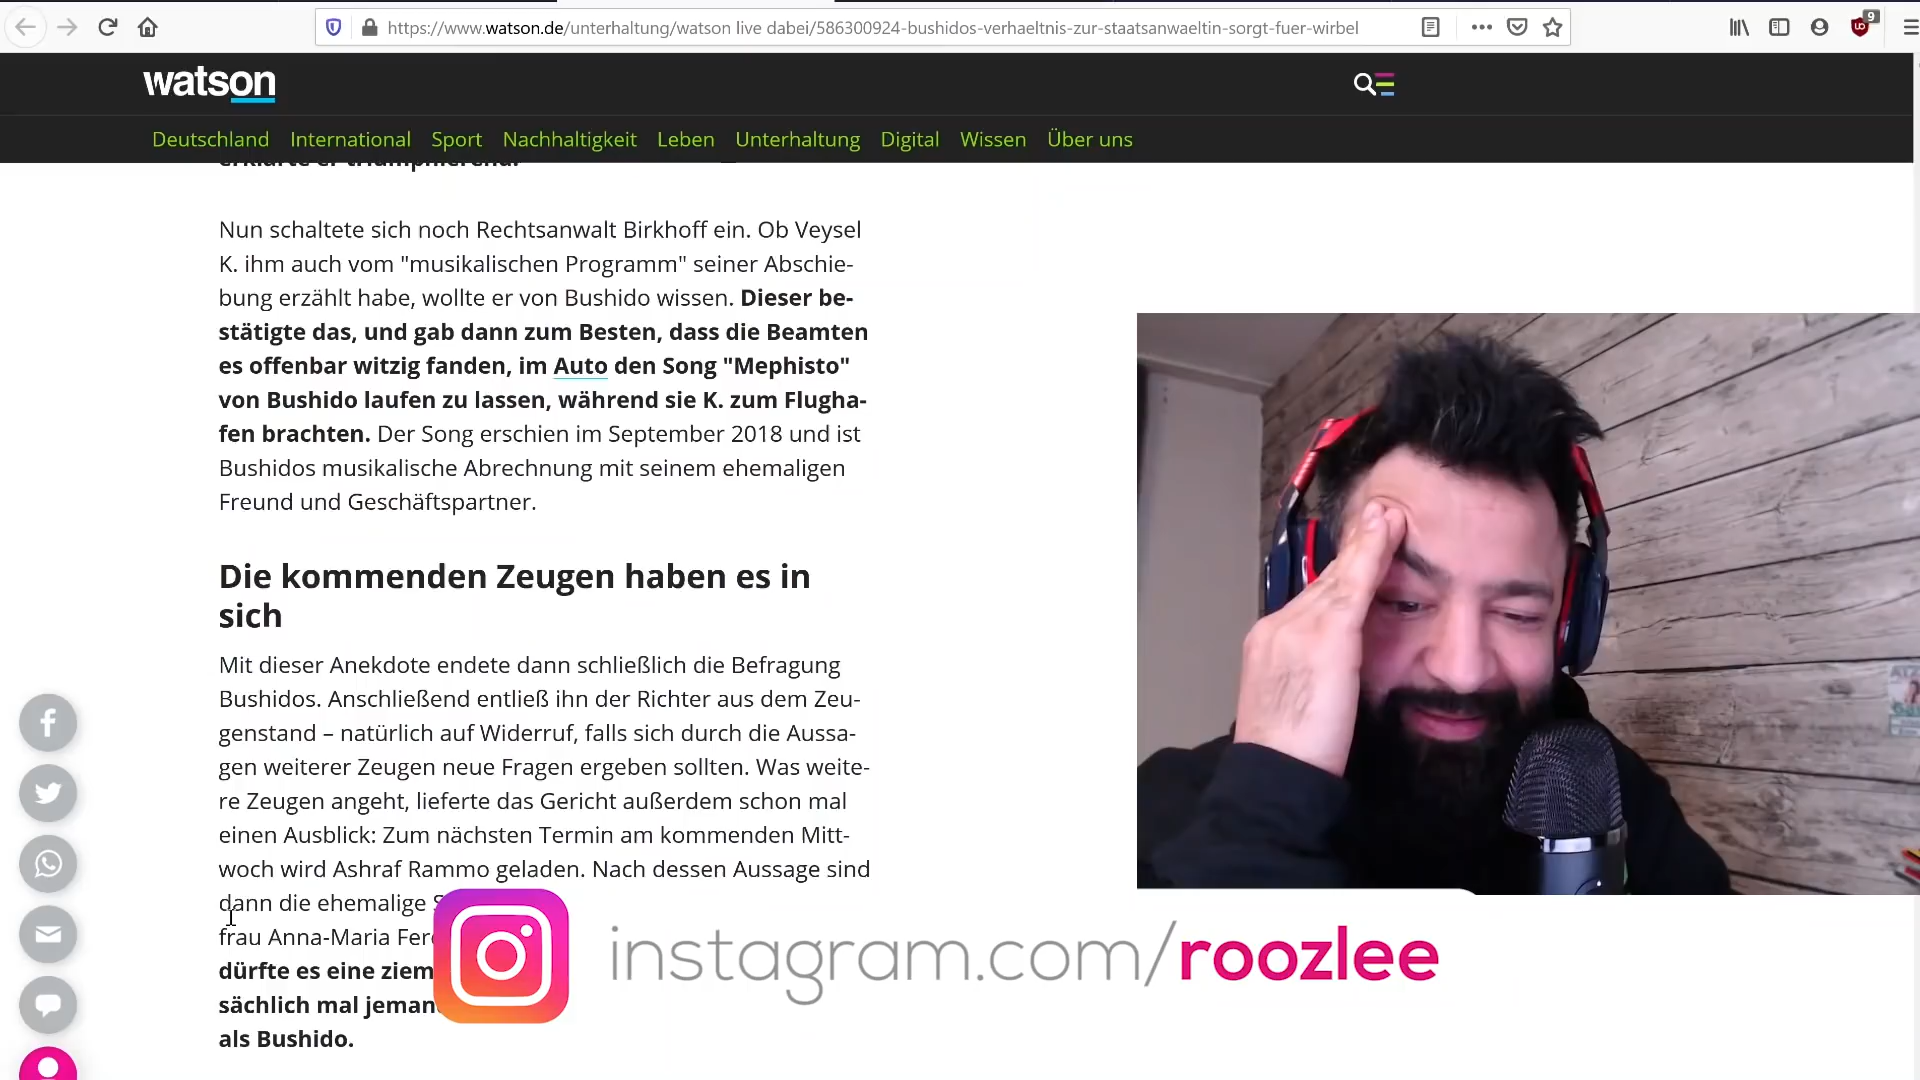 https://www.watson.de/unterhaltung/watson live dabei/586300924-bushidos-verhaeltnis-zur-staatsanwaeltin-sorgt-fuer-wirbel
9
watson
Deutschland International Sport Nachhaltigkeit Leben Unterhaltung Digital Wissen Über uns
erklärte er triumphierend.
Nun schaltete sich noch Rechtsanwalt Birkhoff ein. Ob Veysel
K. ihm auch vom "musikalischen Programm" seiner Abschie-
bung erzählt habe, wollte er von Bushido wissen. Dieser be-
stätigte das, und gab dann zum Besten, dass die Beamten
es offenbar witzig fanden, im Auto den Song "Mephisto"
von Bushido laufen zu lassen, während sie K. zum Flugha-
fen brachten. Der Song erschien im September 2018 und ist
Bushidos musikalische Abrechnung mit seinem ehemaligen
Freund und Geschäftspartner.
Die kommenden Zeugen haben es in
sich
Mit dieser Anekdote endete dann schließlich die Befragung
Bushidos. Anschließend entließ ihn der Richter aus dem Zeu-
genstand – natürlich auf Widerruf, falls sich durch die Aussa-
gen weiterer Zeugen neue Fragen ergeben sollten. Was weite-
re Zeugen angeht, lieferte das Gericht außerdem schon mal
einen Ausblick: Zum nächsten Termin am kommenden Mitt-
woch wird Ashraf Rammo geladen. Nach dessen Aussage sind
dann die ehemalige
frau Anna-Maria
dürfte es eine
sächlich mal
als Bushido.
instagram.com/roozlee